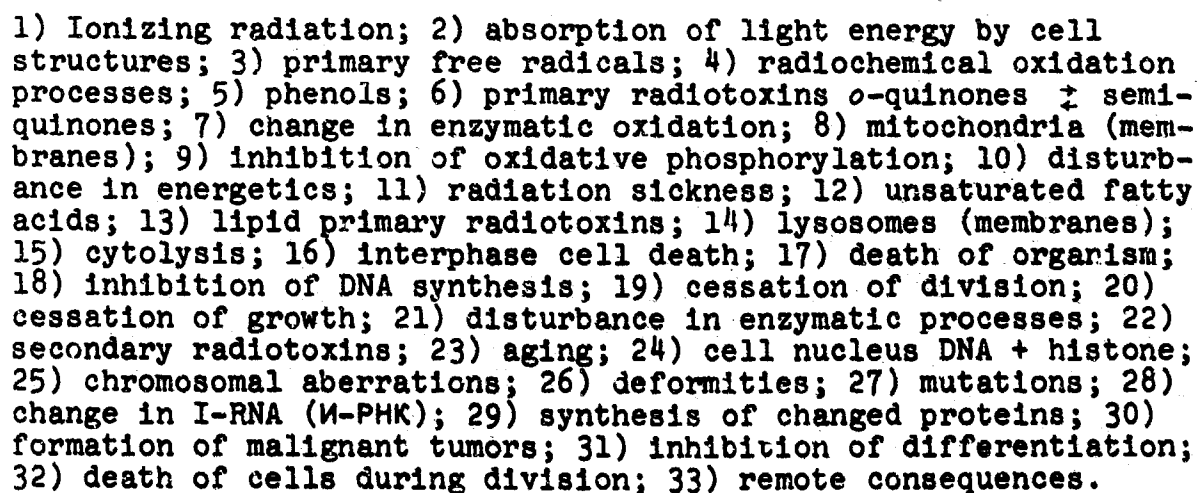 1) Ionizing radiation; 2) absorption of light energy by cell
structures; 3) primary free radicals; 4) radiochemical oxidation
processes; 5) phenols; 6) primary radiotoxins o-quinones ⇄ semi-
quinones; 7) change in enzymatic oxidation; 8) mitochondria (mem-
branes); 9) inhibition of oxidative phosphorylation; 10) disturb-
ance in energetics; 11) radiation sickness; 12) unsaturated fatty
acids; 13) lipid primary radiotoxins; 14) lysosomes (membranes);
15) cytolysis; 16) interphase cell death; 17) death of organism;
18) inhibition of DNA synthesis; 19) cessation of division; 20)
cessation of growth; 21) disturbance in enzymatic processes; 22)
secondary radiotoxins; 23) aging; 24) cell nucleus DNA + histone;
25) chromosomal aberrations; 26) deformities; 27) mutations; 28)
change in I-RNA (И-РНК); 29) synthesis of changed proteins; 30)
formation of malignant tumors; 31) inhibition of differentiation;
32) death of cells during division; 33) remote consequences.